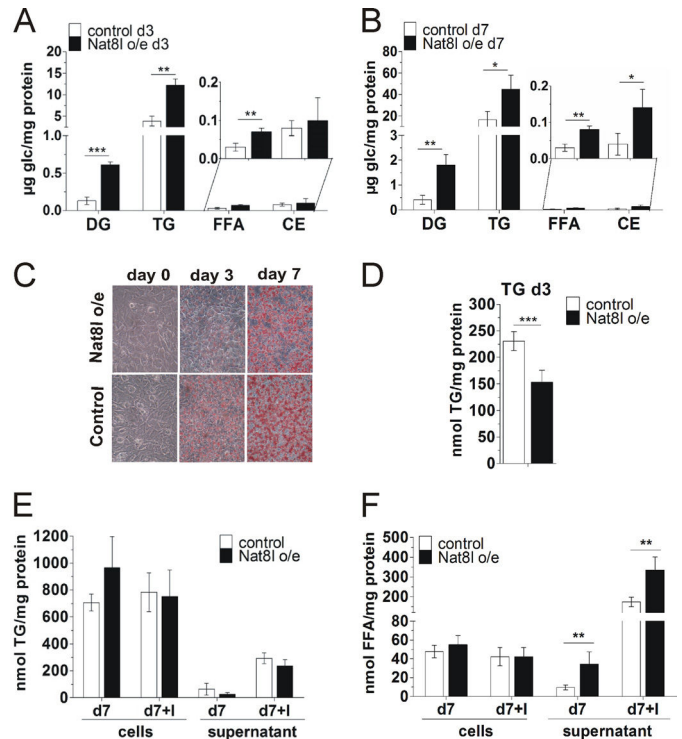 A
control d3
Nat8l o/e d3
µg glc/mg protein
20
15
10
5
1.0
0.5
0.0
***
**
0.2
0.1
0.0
**
DG TG FFA CE
B
control d7
Nat8l o/e d7
µg glc/mg protein
80
60
40
20
3
2
1
0
**
*
0.2
0.1
0.0
**
*
DG TG FFA CE
C
day 0 day 3 day 7
Nat8l o/e
Control
D
TG d3
control
Nat8l o/e
nmol TG/mg protein
300
250
200
150
100
50
0
***
E
control
Nat8l o/e
nmol TG/mg protein
1200
1000
800
600
400
200
0
d7 d7+I d7 d7+I
cells supernatant
F
control
Nat8l o/e
nmol FFA/mg protein
500
400
300
200
100
80
60
40
20
0
**
**
d7 d7+I d7 d7+I
cells supernatant